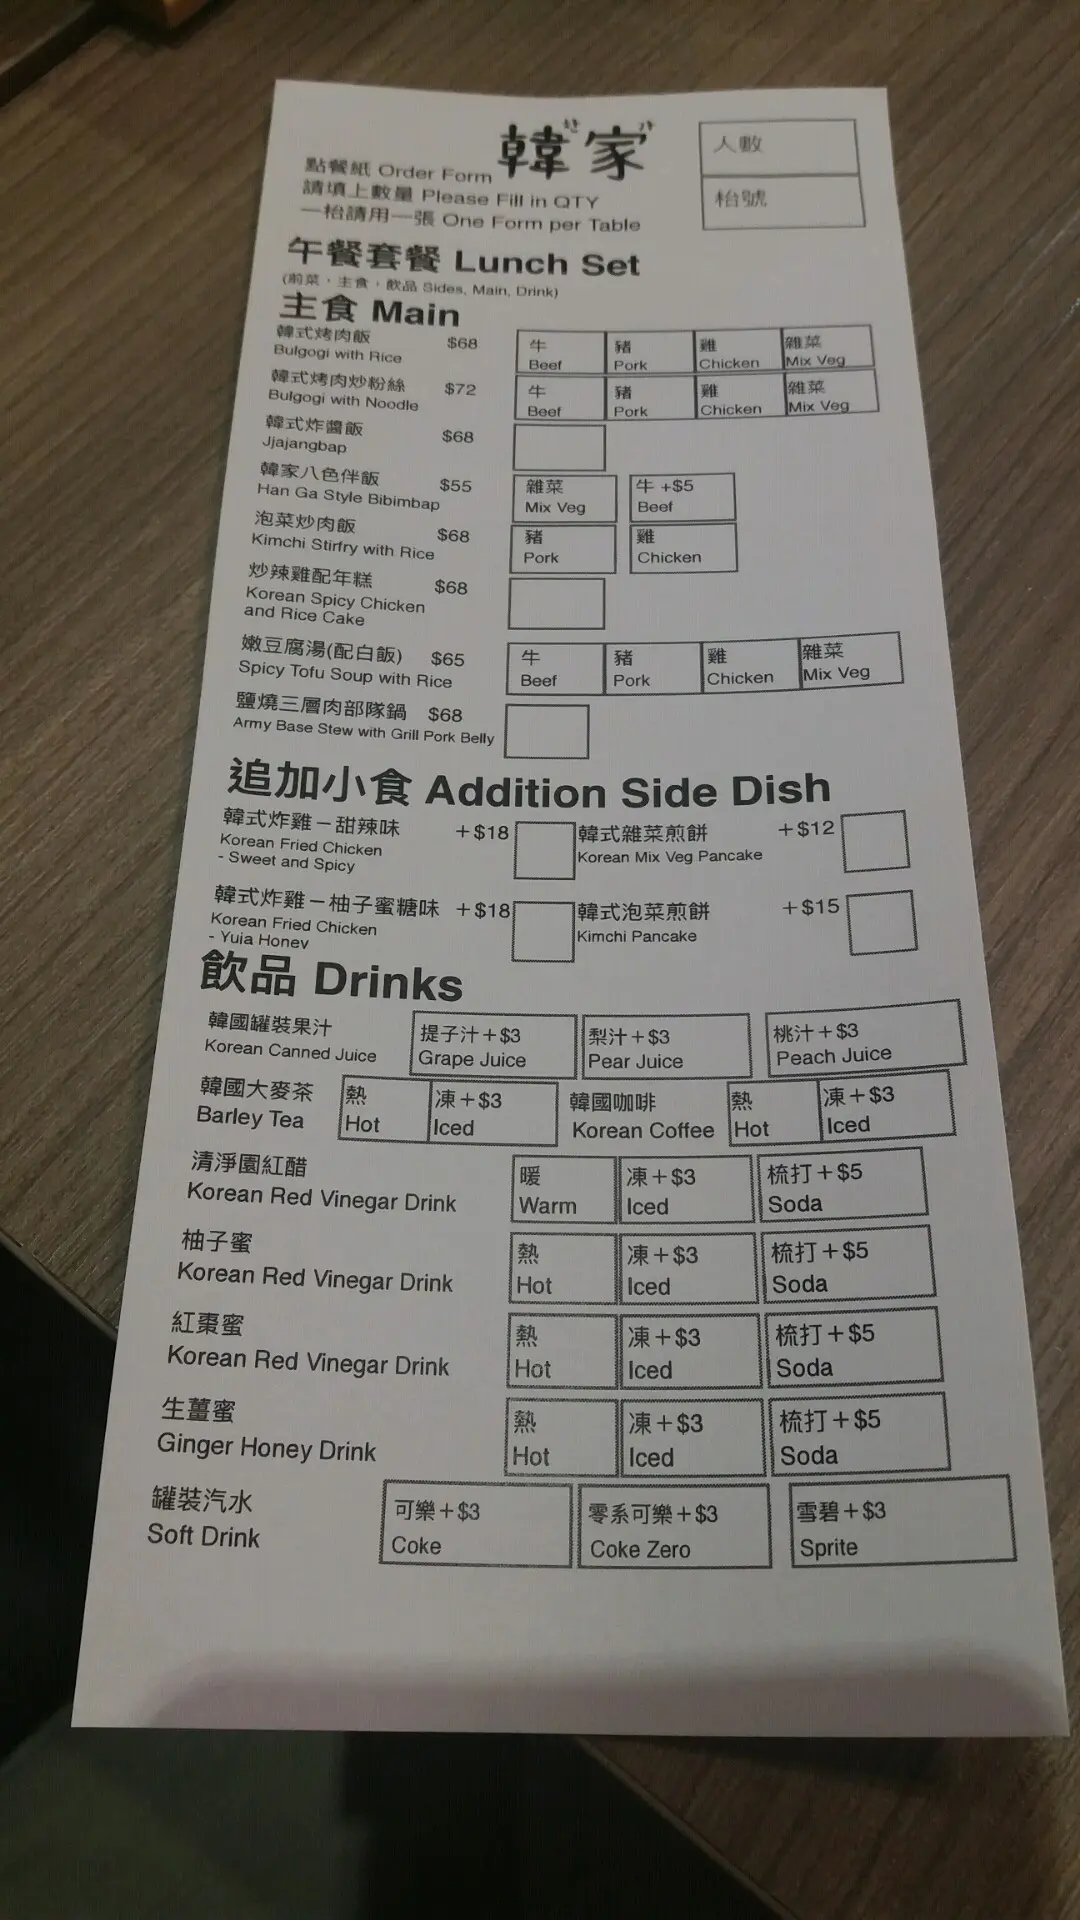 韓家
點餐紙 Order Form
請填上數量 Please Fill in QTY
一枱請用一張 One Form per Table
人數
枱號
午餐套餐 Lunch Set
(前菜，主食，飲品 Sides, Main, Drink)
主食 Main
韓式烤肉飯 $68 牛 豬 雞 雜菜
Bulgogi with Rice Beef Pork Chicken Mix Veg
韓式烤肉炒粉絲 $72 牛 豬 雞 雜菜
Bulgogi with Noodle Beef Pork Chicken Mix Veg
韓式炸醬飯 $68
Jjajangbap
韓家八色伴飯 $55 雜菜 牛 +$5
Han Ga Style Bibimbap Mix Veg Beef
泡菜炒肉飯 $68 豬 雞
Kimchi Stirfry with Rice Pork Chicken
炒辣雞配年糕 $68
Korean Spicy Chicken
and Rice Cake
嫩豆腐湯(配白飯) $65 牛 豬 雞 雜菜
Spicy Tofu Soup with Rice Beef Pork Chicken Mix Veg
鹽燒三層肉部隊鍋 $68
Army Base Stew with Grill Pork Belly
追加小食 Addition Side Dish
韓式炸雞－甜辣味 +$18 韓式雜菜煎餅 +$12
Korean Fried Chicken Korean Mix Veg Pancake
- Sweet and Spicy
韓式炸雞－柚子蜜糖味 +$18 韓式泡菜煎餅 +$15
Korean Fried Chicken Kimchi Pancake
- Yuja Honey
飲品 Drinks
韓國罐裝果汁 提子汁+$3 梨汁+$3 桃汁+$3
Korean Canned Juice Grape Juice Pear Juice Peach Juice
韓國大麥茶 熱 凍+$3 韓國咖啡 熱 凍+$3
Barley Tea Hot Iced Korean Coffee Hot Iced
清淨園紅醋 暖 凍+$3 梳打+$5
Korean Red Vinegar Drink Warm Iced Soda
柚子蜜 熱 凍+$3 梳打+$5
Korean Red Vinegar Drink Hot Iced Soda
紅棗蜜 熱 凍+$3 梳打+$5
Korean Red Vinegar Drink Hot Iced Soda
生薑蜜 熱 凍+$3 梳打+$5
Ginger Honey Drink Hot Iced Soda
罐裝汽水 可樂+$3 零系可樂+$3 雪碧+$3
Soft Drink Coke Coke Zero Sprite